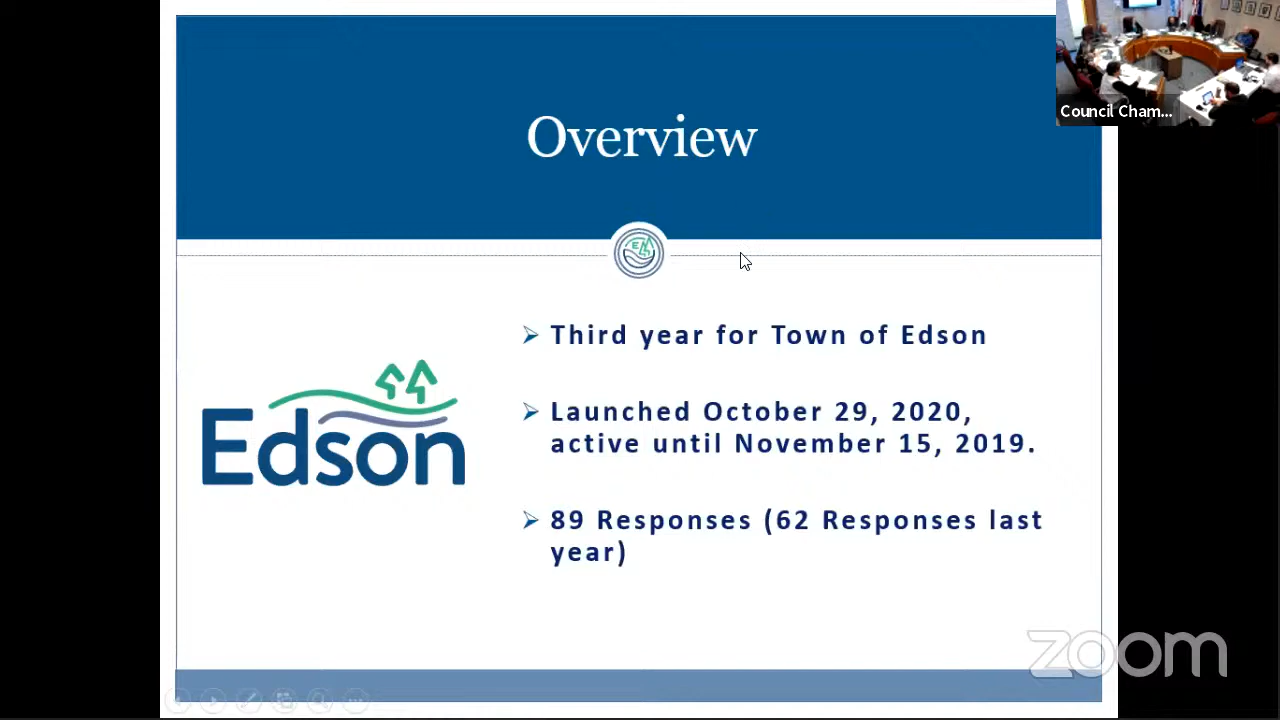 Overview
Council Cham...
E
Edson
Third year for Town of Edson
Launched October 29, 2020,
active until November 15, 2019.
89 Responses (62 Responses last
year)
zoom